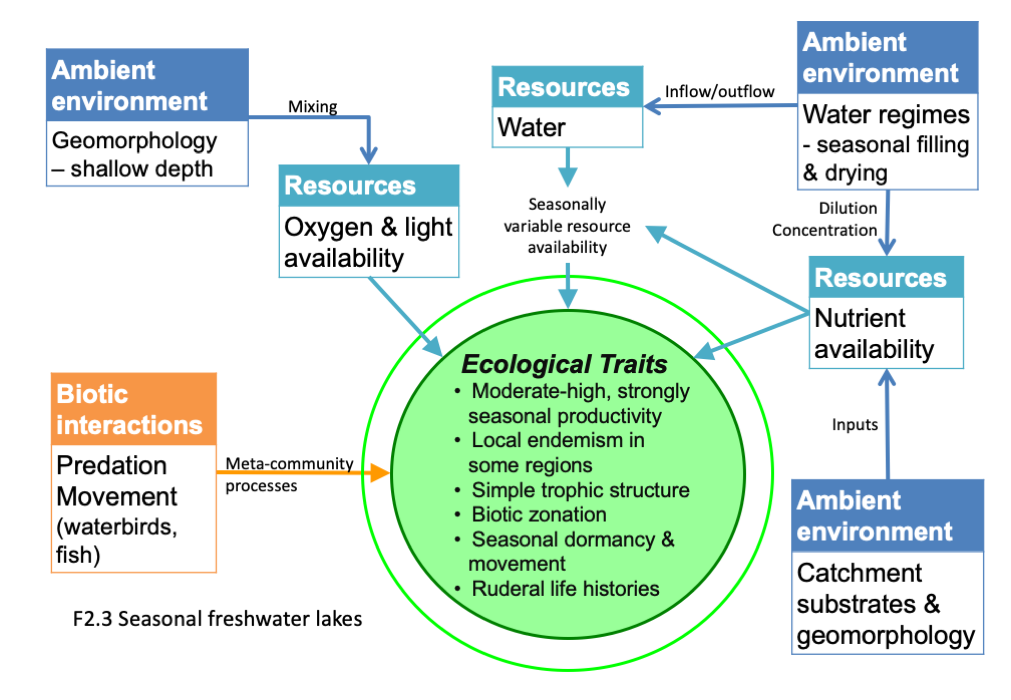 Ambient
environment
Geomorphology
– shallow depth
Mixing
Resources
Oxygen & light
availability
Resources
Water
Inflow/outflow
Ambient
environment
Water regimes
- seasonal filling
& drying
Seasonally
variable resource
availability
Dilution
Concentration
Resources
Nutrient
availability
Inputs
Ambient
environment
Catchment
substrates &
geomorphology
Biotic
interactions
Predation
Movement
(waterbirds,
fish)
Meta-community
processes
Ecological Traits
• Moderate-high, strongly
seasonal productivity
• Local endemism in
some regions
• Simple trophic structure
• Biotic zonation
• Seasonal dormancy &
movement
• Ruderal life histories
F2.3 Seasonal freshwater lakes